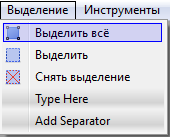 Выделение Инструменты
Выделить всё
Выделить
Снять выделение
Type Here
Add Separator